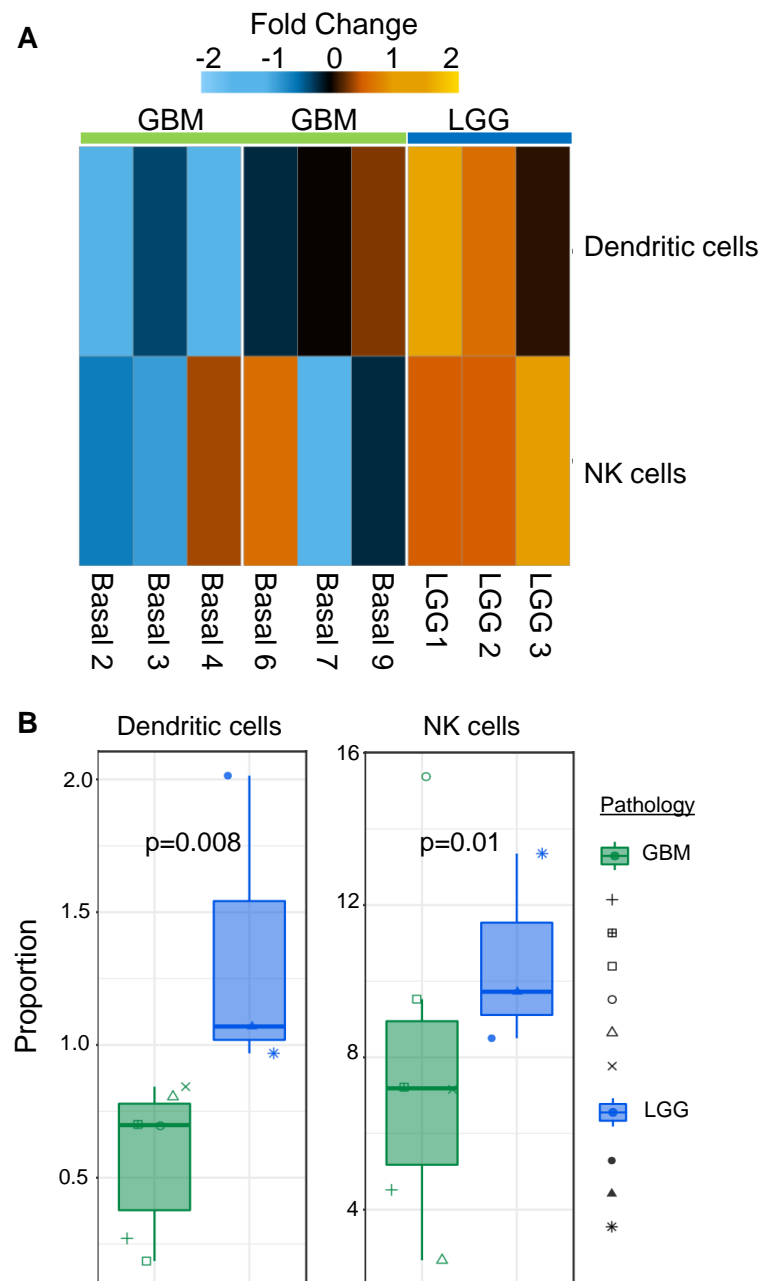 A
Fold Change
-2 -1 0 1 2
GBM GBM LGG
Dendritic cells
NK cells
Basal 2 Basal 3 Basal 4 Basal 6 Basal 7 Basal 9 LGG1 LGG 2 LGG 3
B
Dendritic cells NK cells
Proportion
2.0
1.5
1.0
0.5
p=0.008
16
12
8
4
p=0.01
Pathology
GBM
LGG